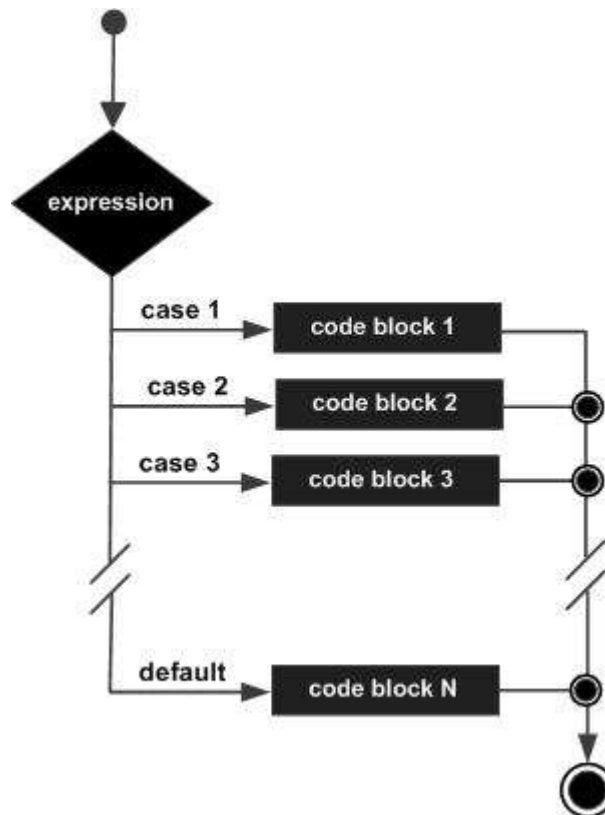 expression
case 1
code block 1
case 2
code block 2
case 3
code block 3
default
code block N